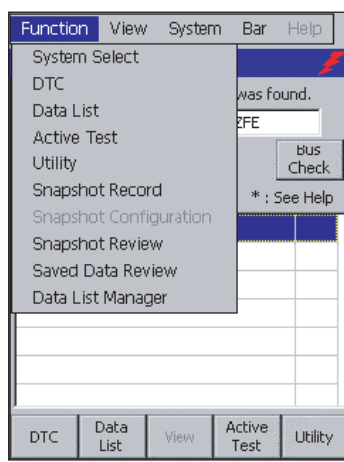 Function View System Bar Help
System Select
DTC
was found.
Data List
ZFE
Active Test
Utility
Bus
Check
Snapshot Record
* : See Help
Snapshot Configuration
Snapshot Review
Saved Data Review
Data List Manager
DTC Data List View Active Test Utility